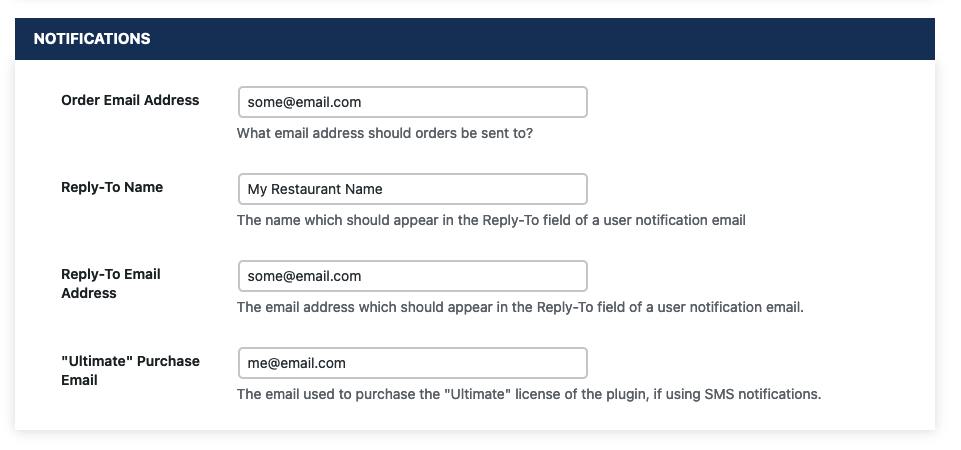 NOTIFICATIONS
Order Email Address
some@email.com
What email address should orders be sent to?
Reply-To Name
My Restaurant Name
The name which should appear in the Reply-To field of a user notification email
Reply-To Email
Address
some@email.com
The email address which should appear in the Reply-To field of a user notification email.
"Ultimate" Purchase
Email
me@email.com
The email used to purchase the "Ultimate" license of the plugin, if using SMS notifications.